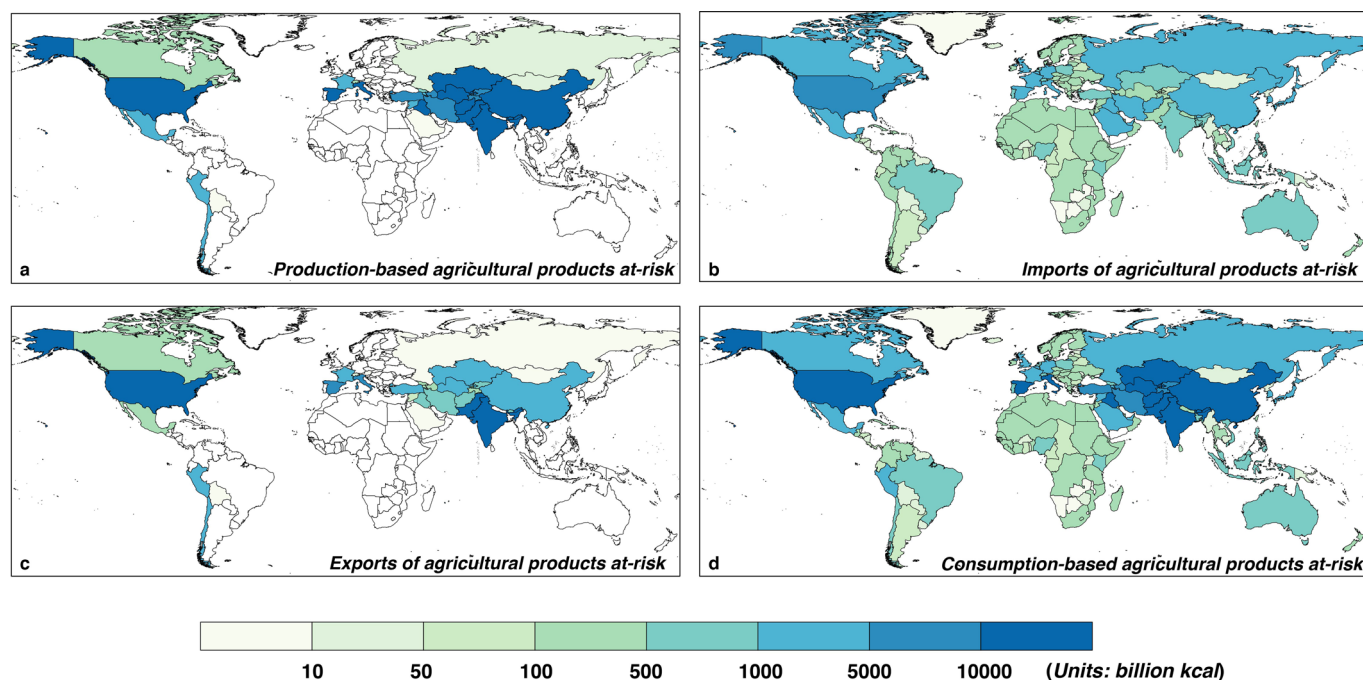 a
Production-based agricultural products at-risk
b
Imports of agricultural products at-risk
c
Exports of agricultural products at-risk
d
Consumption-based agricultural products at-risk
10 50 100 500 1000 5000 10000 (Units: billion kcal)